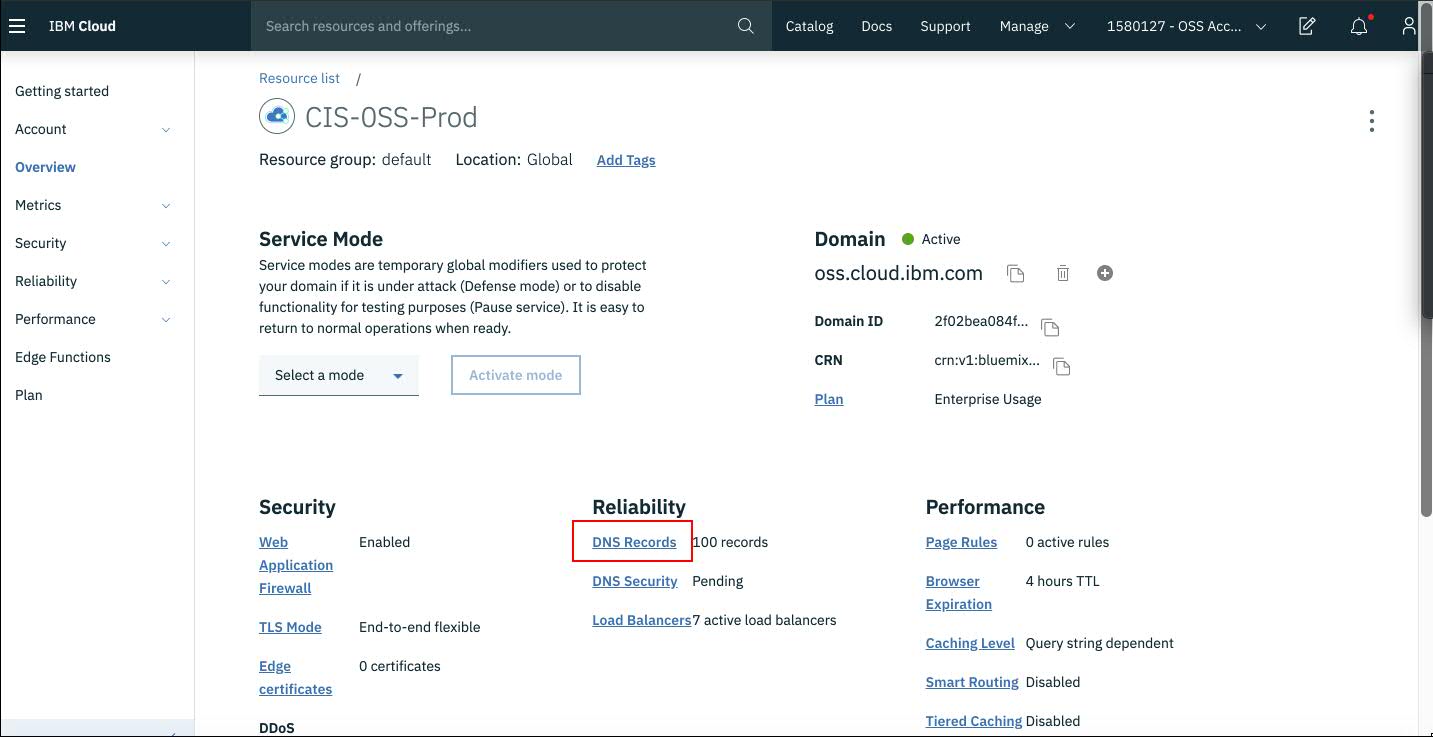 IBM Cloud
Search resources and offerings...
Catalog
Docs
Support
Manage
1580127 - OSS Acc...
Getting started
Account
Overview
Metrics
Security
Reliability
Performance
Edge Functions
Plan
Resource list /
CIS-0SS-Prod
Resource group: default Location: Global Add Tags
Service Mode
Service modes are temporary global modifiers used to protect
your domain if it is under attack (Defense mode) or to disable
functionality for testing purposes (Pause service). It is easy to
return to normal operations when ready.
Select a mode
Activate mode
Domain Active
oss.cloud.ibm.com
Domain ID 2f02bea084f...
CRN crn:v1:bluemix...
Plan Enterprise Usage
Security
Web Enabled
Application
Firewall
TLS Mode End-to-end flexible
Edge 0 certificates
certificates
DDoS
Reliability
DNS Records 100 records
DNS Security Pending
Load Balancers 7 active load balancers
Performance
Page Rules 0 active rules
Browser 4 hours TTL
Expiration
Caching Level Query string dependent
Smart Routing Disabled
Tiered Caching Disabled